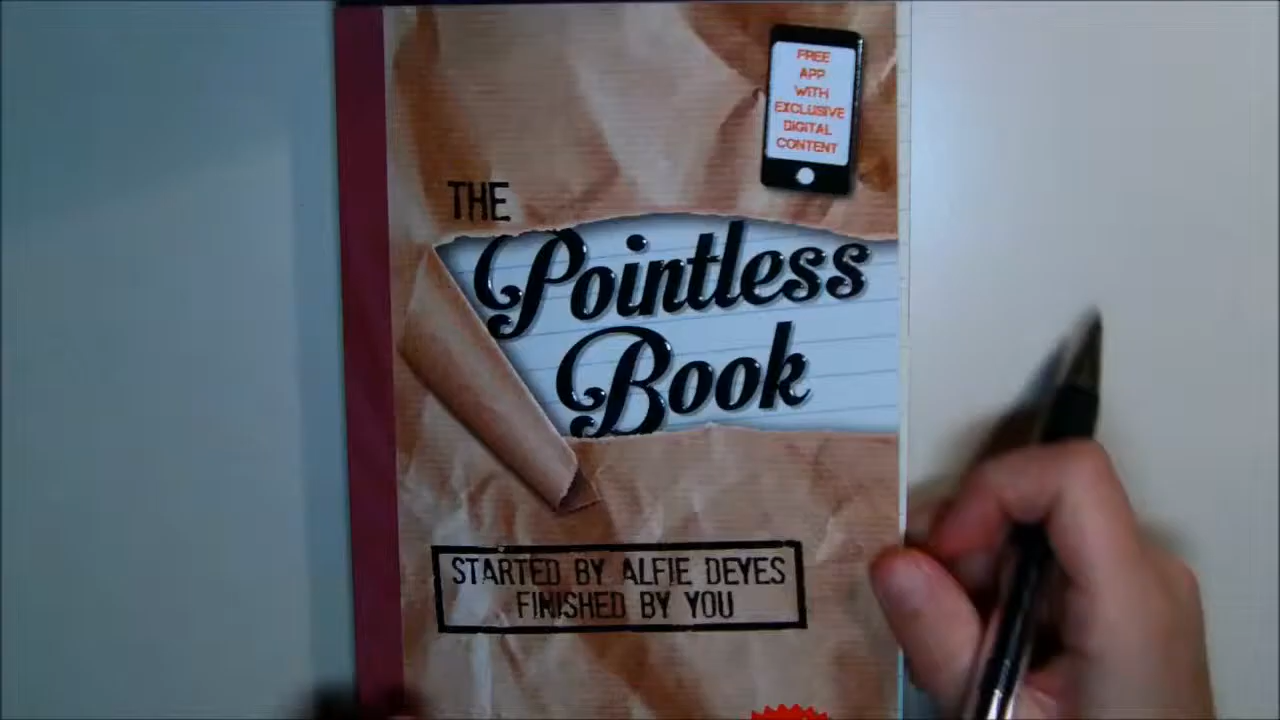 FREE
APP
WITH
EXCLUSIVE
DIGITAL
CONTENT
THE
Pointless
Book
STARTED BY ALFIE DEYES
FINISHED BY YOU